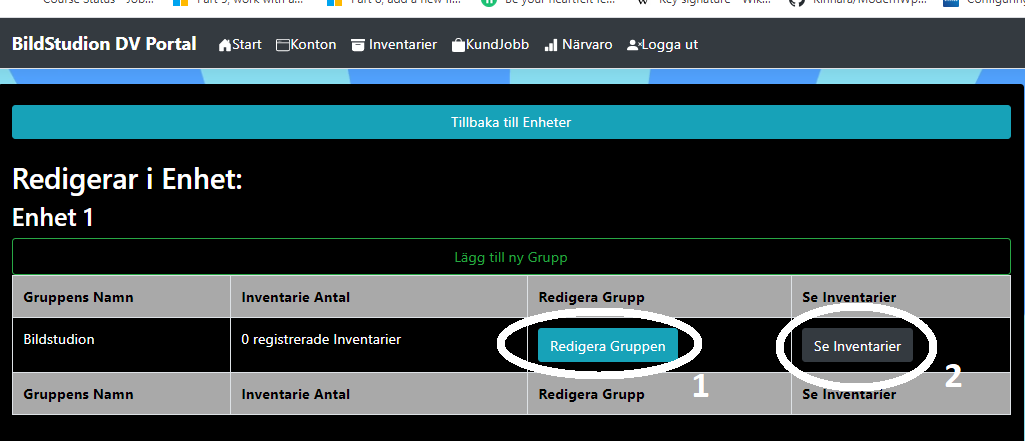 BildStudion DV Portal Start Konton Inventarier KundJobb Närvaro Logga ut
Tillbaka till Enheter
Redigerar i Enhet:
Enhet 1
Lägg till ny Grupp
Gruppens Namn Inventarie Antal Redigera Grupp Se Inventarier
Bildstudion 0 registrerade Inventarier Redigera Gruppen Se Inventarier
1 2
Gruppens Namn Inventarie Antal Redigera Grupp Se Inventarier